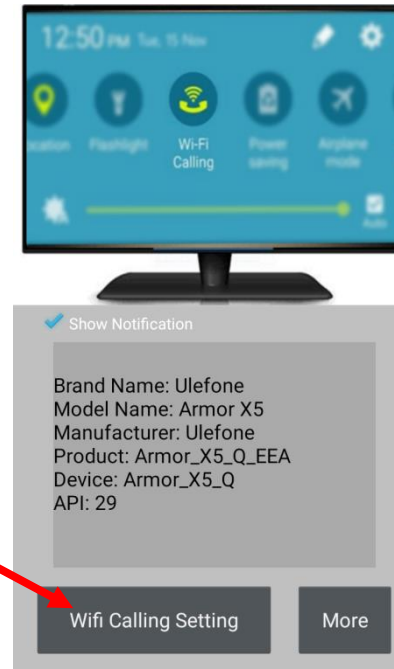 12:50 PM Tue, 15 Nov
Location Flashlight Wi-Fi Calling Power saving Airplane mode
Auto
Show Notification
Brand Name: Ulefone
Model Name: Armor X5
Manufacturer: Ulefone
Product: Armor_X5_Q_EEA
Device: Armor_X5_Q
API: 29
Wifi Calling Setting More